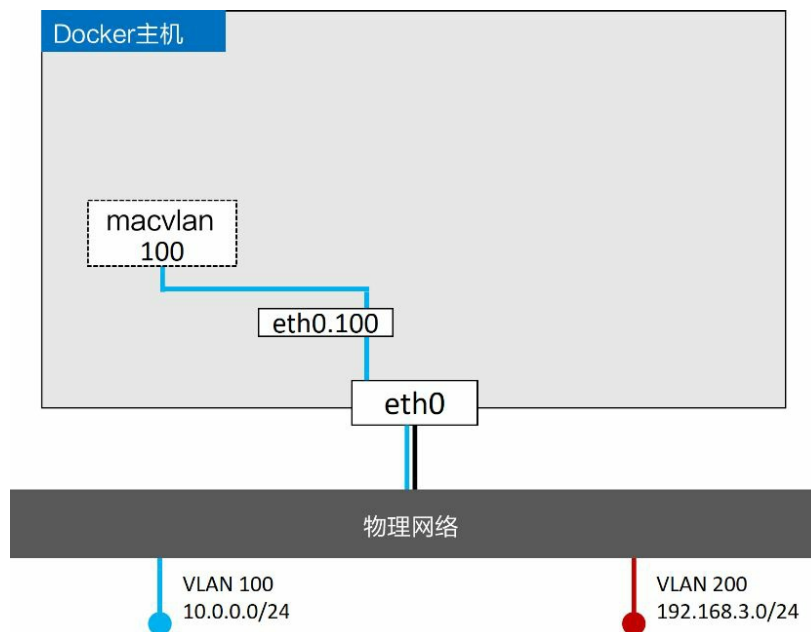 Docker主机
macvlan
100
eth0.100
eth0
物理网络
VLAN 100
10.0.0.0/24
VLAN 200
192.168.3.0/24